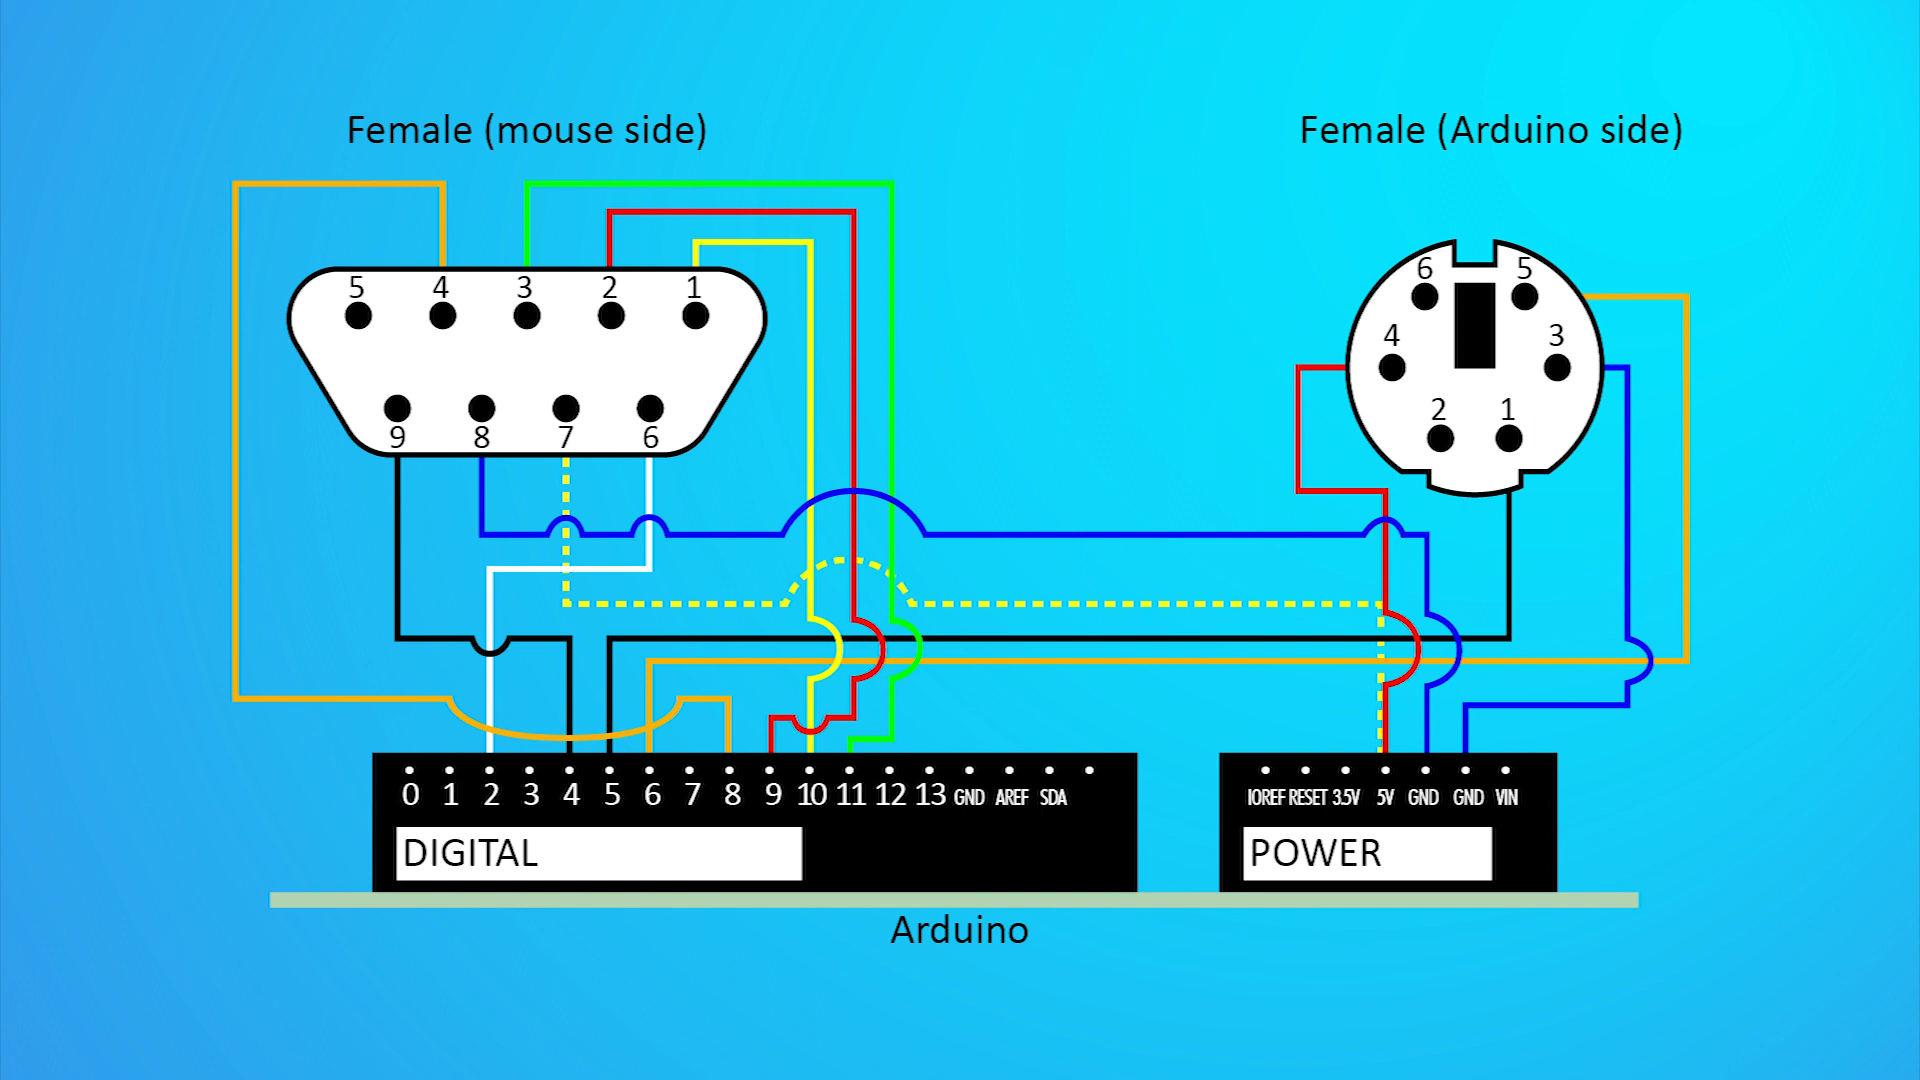 Female (mouse side)
Female (Arduino side)
5 4 3 2 1
9 8 7 6
6 5
4 3
2 1
0 1 2 3 4 5 6 7 8 9 10 11 12 13 GND AREF SDA
DIGITAL
IOREF RESET 3.5V 5V GND GND VIN
POWER
Arduino